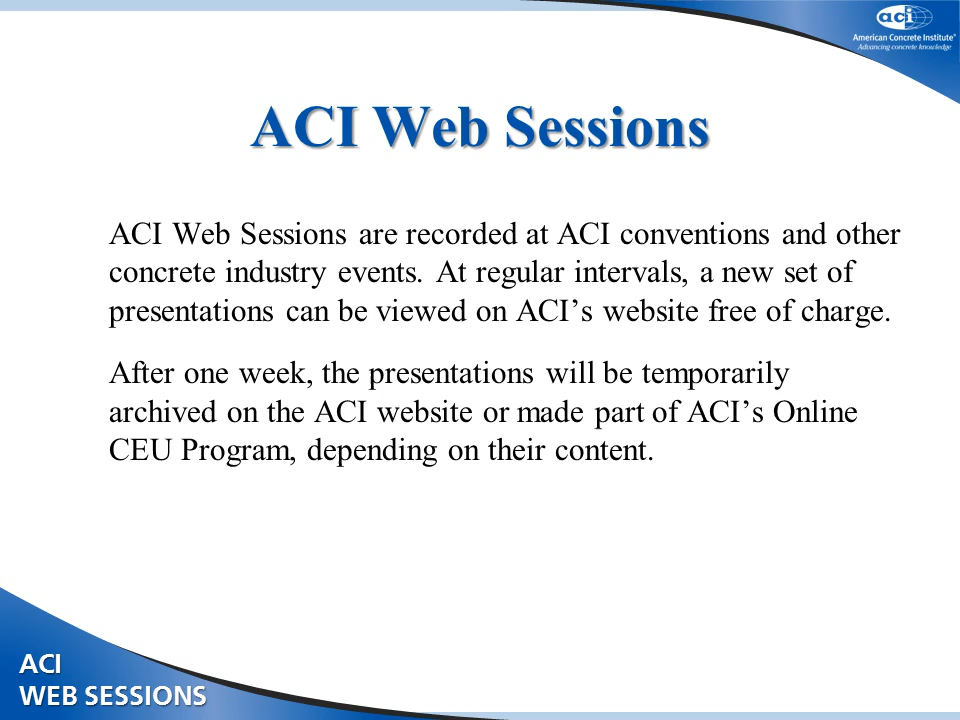 aci
American Concrete Institute®
Advancing concrete knowledge
ACI Web Sessions
ACI Web Sessions are recorded at ACI conventions and other
concrete industry events. At regular intervals, a new set of
presentations can be viewed on ACI’s website free of charge.
After one week, the presentations will be temporarily
archived on the ACI website or made part of ACI’s Online
CEU Program, depending on their content.
ACI
WEB SESSIONS